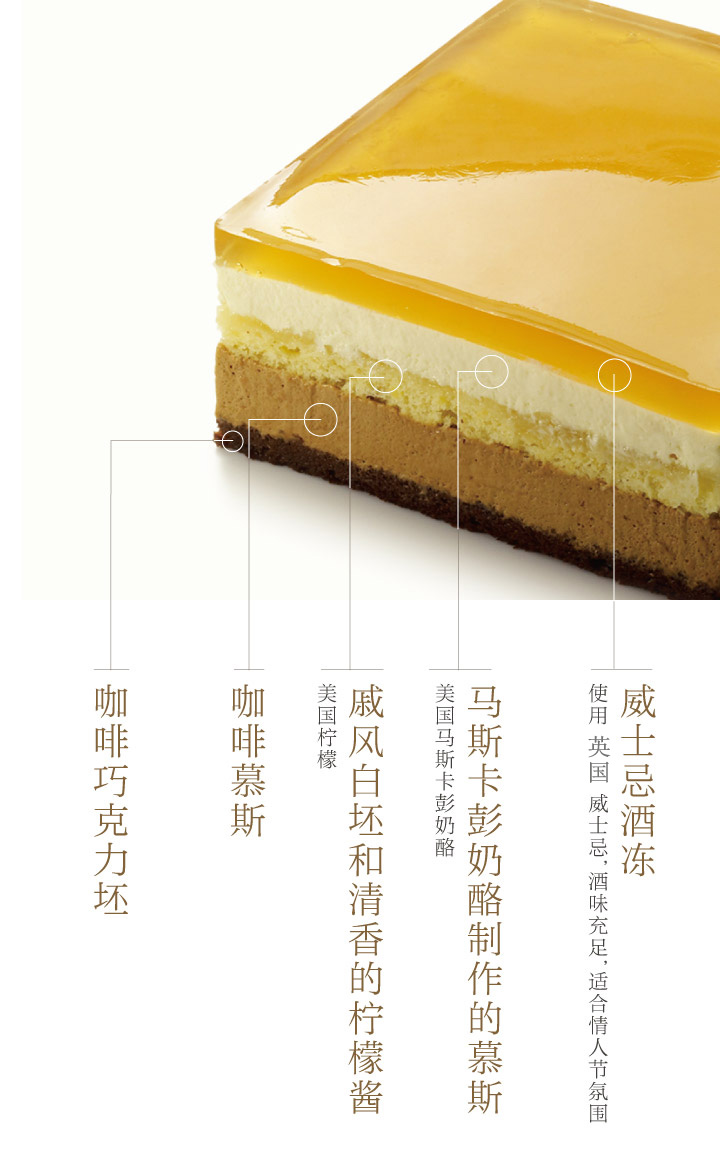 威士忌酒冻
使用 英国 威士忌，酒味充足，适合情人节氛围
马斯卡彭奶酪制作的慕斯
美国马斯卡彭奶酪
戚风白坯和清香的柠檬酱
美国柠檬
咖啡慕斯
咖啡巧克力坯